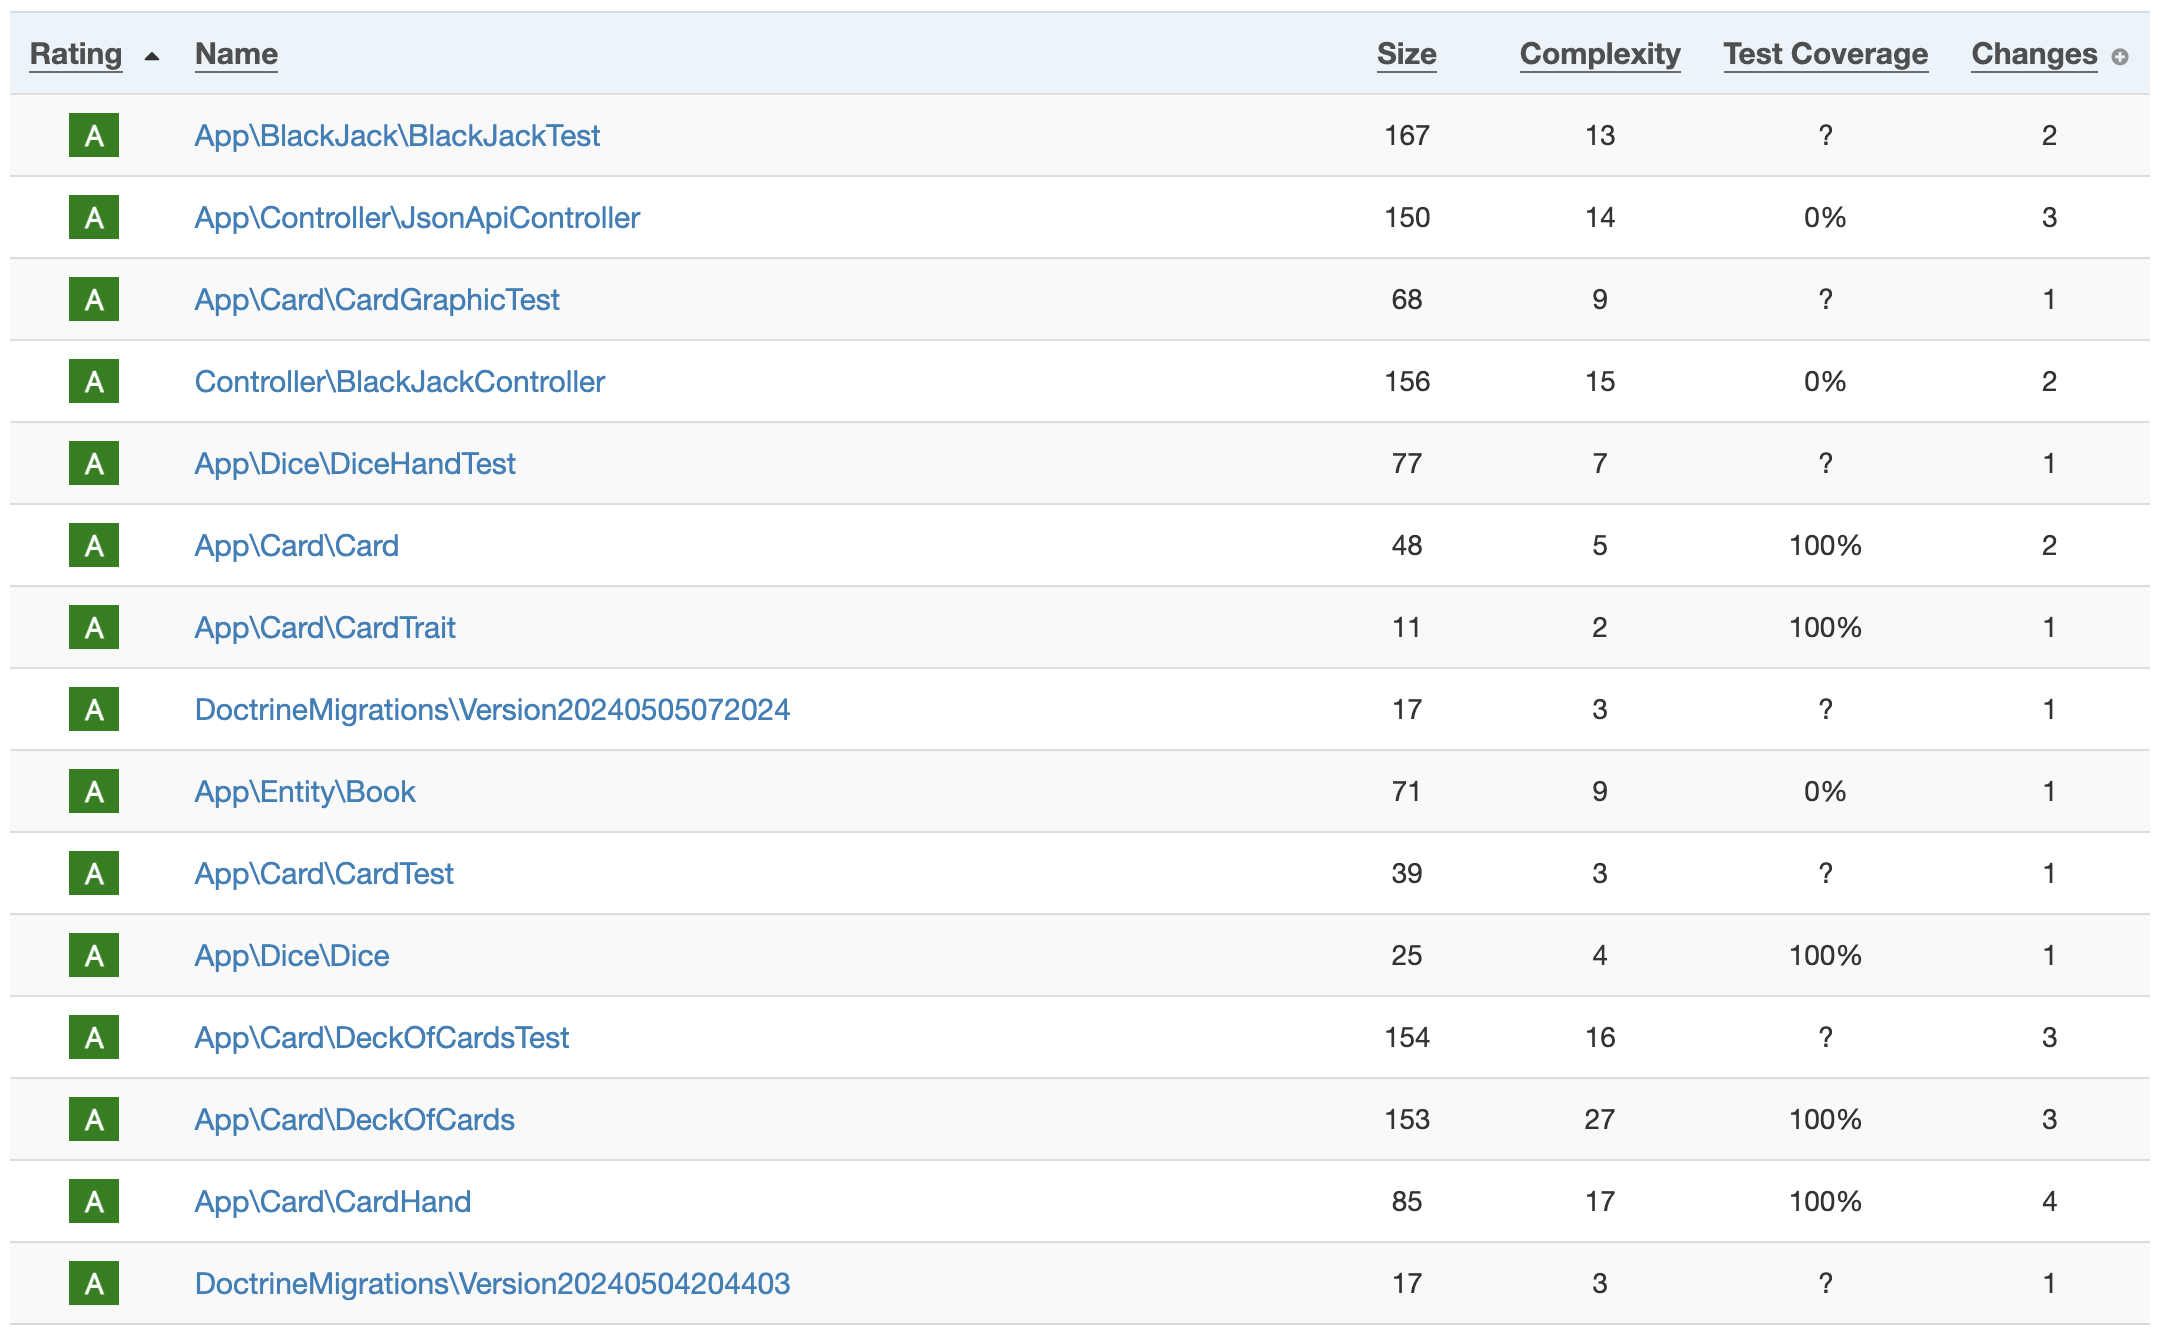 Rating Name Size Complexity Test Coverage Changes
A App\BlackJack\BlackJackTest 167 13 ? 2
A App\Controller\JsonApiController 150 14 0% 3
A App\Card\CardGraphicTest 68 9 ? 1
A Controller\BlackJackController 156 15 0% 2
A App\Dice\DiceHandTest 77 7 ? 1
A App\Card\Card 48 5 100% 2
A App\Card\CardTrait 11 2 100% 1
A DoctrineMigrations\Version20240505072024 17 3 ? 1
A App\Entity\Book 71 9 0% 1
A App\Card\CardTest 39 3 ? 1
A App\Dice\Dice 25 4 100% 1
A App\Card\DeckOfCardsTest 154 16 ? 3
A App\Card\DeckOfCards 153 27 100% 3
A App\Card\CardHand 85 17 100% 4
A DoctrineMigrations\Version20240504204403 17 3 ? 1